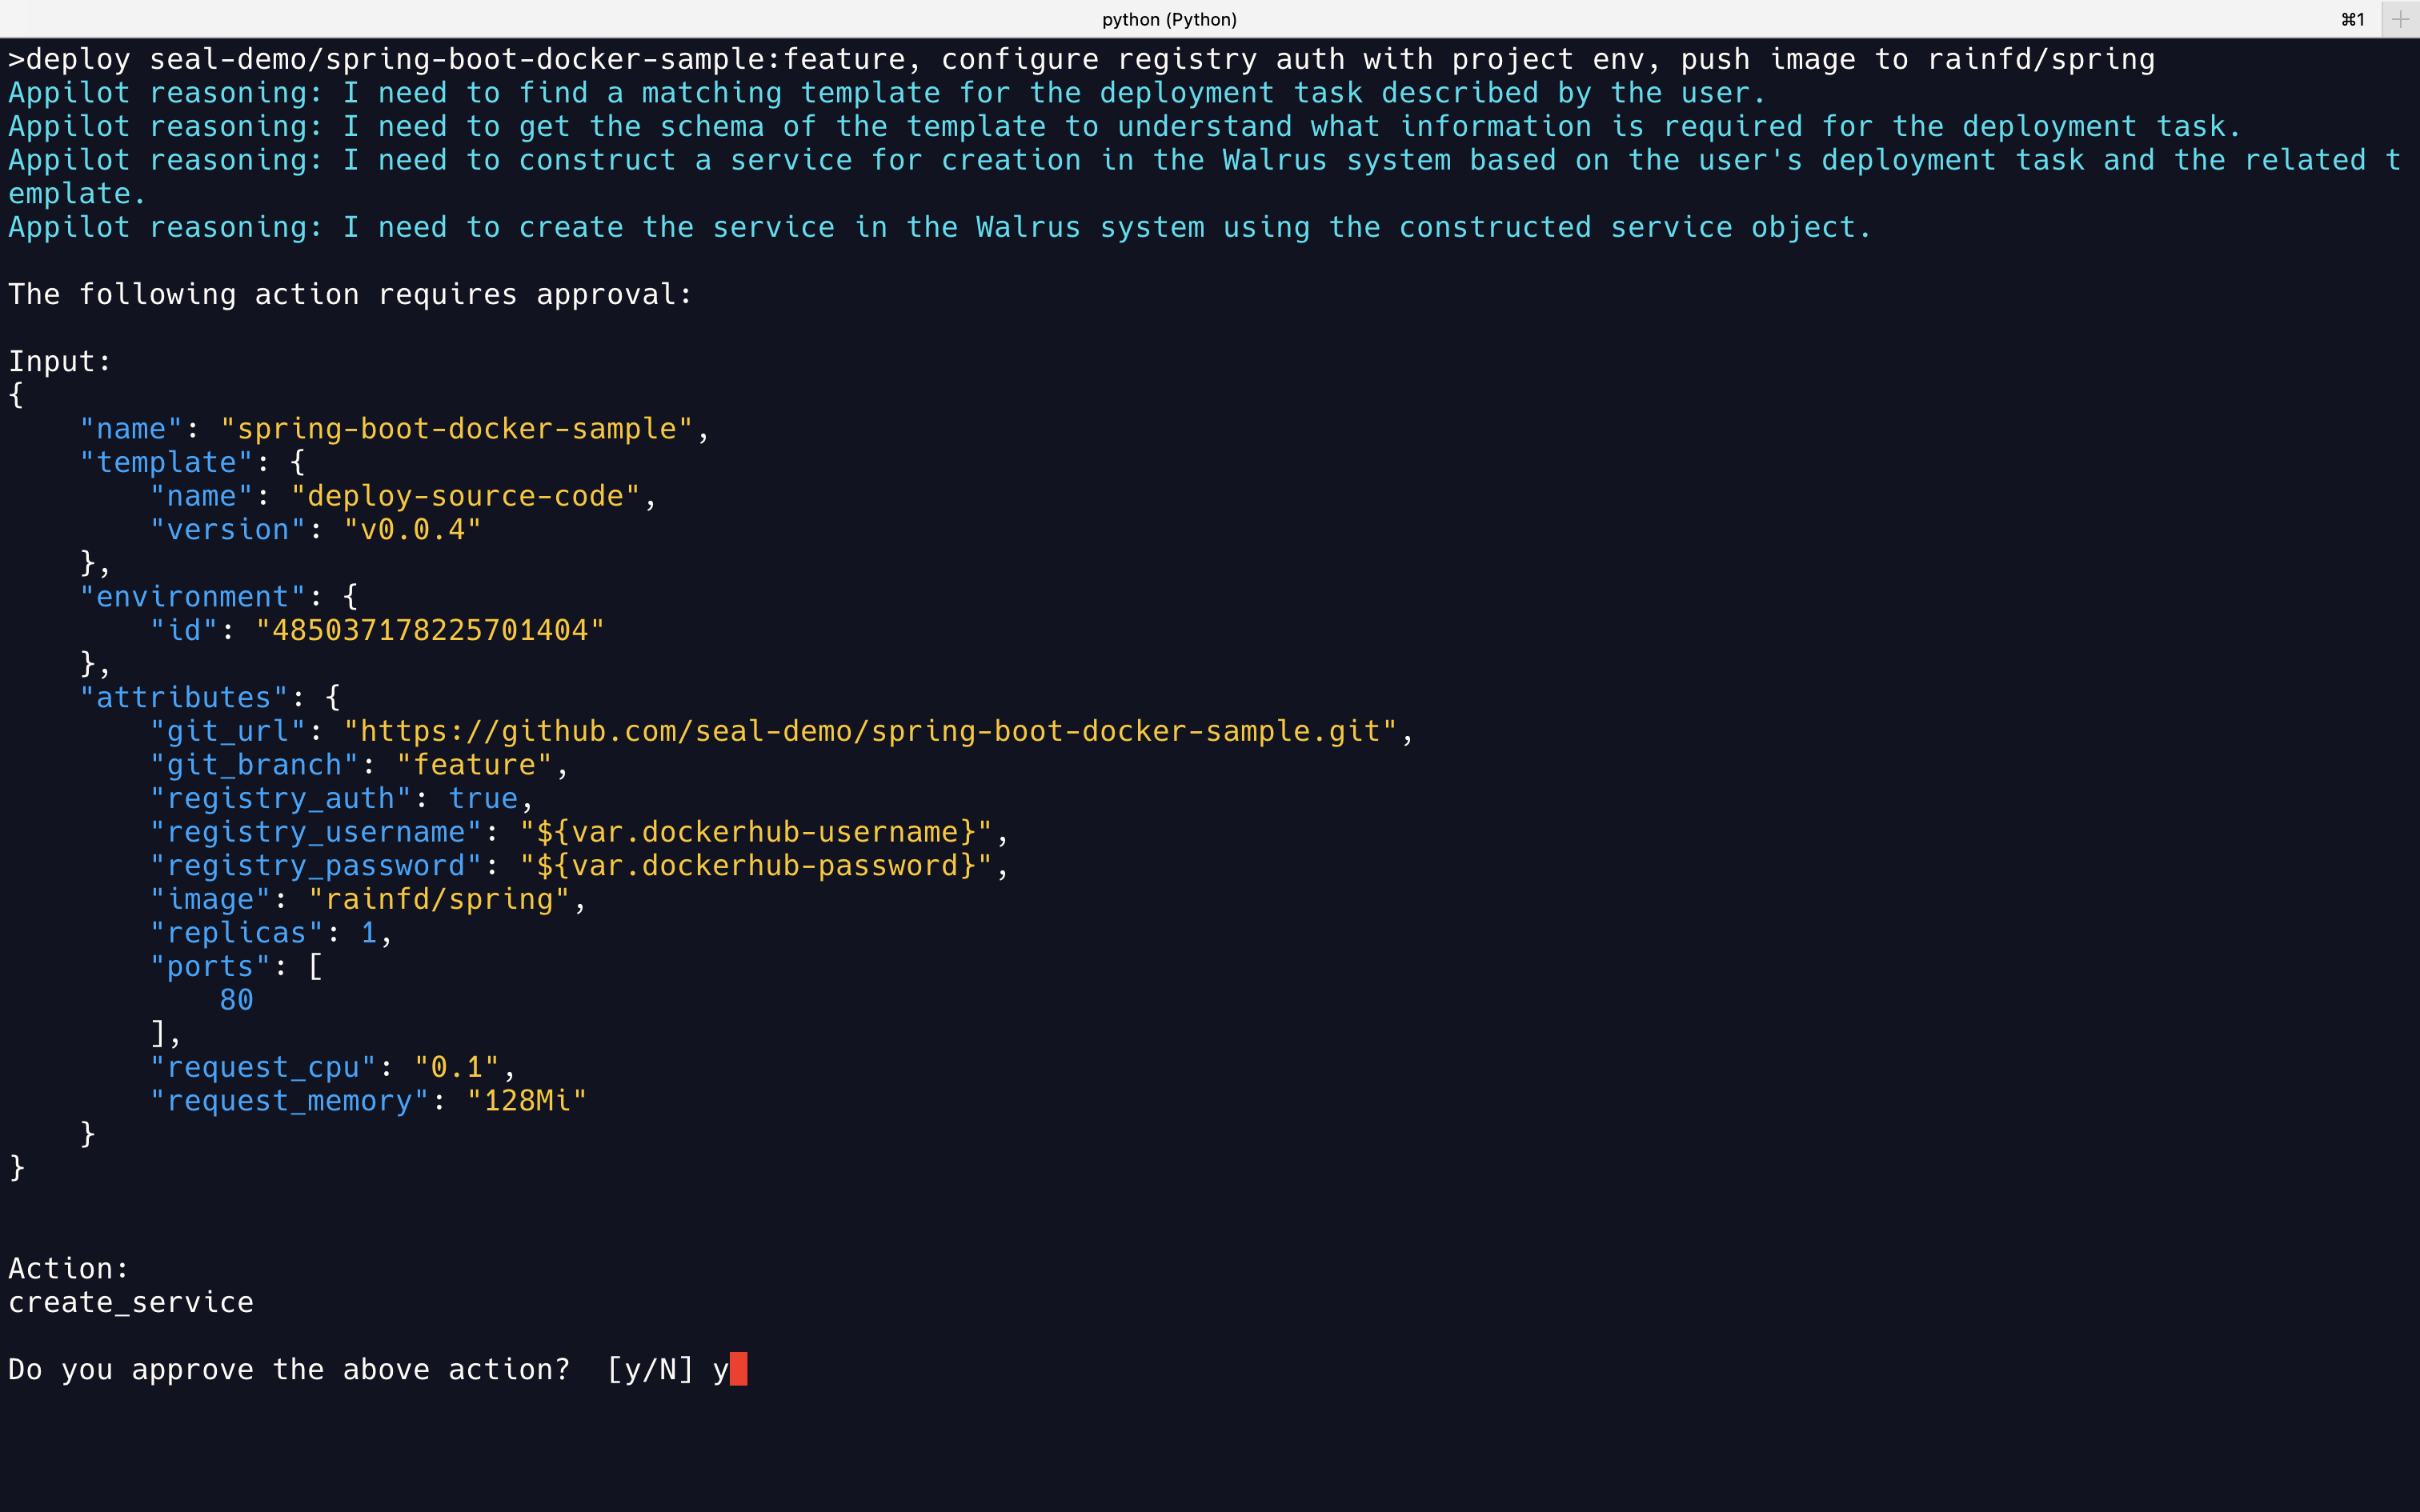 python (Python)
⌘1
>deploy seal-demo/spring-boot-docker-sample:feature, configure registry auth with project env, push image to rainfd/spring
Appilot reasoning: I need to find a matching template for the deployment task described by the user.
Appilot reasoning: I need to get the schema of the template to understand what information is required for the deployment task.
Appilot reasoning: I need to construct a service for creation in the Walrus system based on the user's deployment task and the related t
emplate.
Appilot reasoning: I need to create the service in the Walrus system using the constructed service object.
The following action requires approval:
Input:
{
    "name": "spring-boot-docker-sample",
    "template": {
        "name": "deploy-source-code",
        "version": "v0.0.4"
    },
    "environment": {
        "id": "485037178225701404"
    },
    "attributes": {
        "git_url": "https://github.com/seal-demo/spring-boot-docker-sample.git",
        "git_branch": "feature",
        "registry_auth": true,
        "registry_username": "${var.dockerhub-username}",
        "registry_password": "${var.dockerhub-password}",
        "image": "rainfd/spring",
        "replicas": 1,
        "ports": [
            80
        ],
        "request_cpu": "0.1",
        "request_memory": "128Mi"
    }
}
Action:
create_service
Do you approve the above action?  [y/N] y